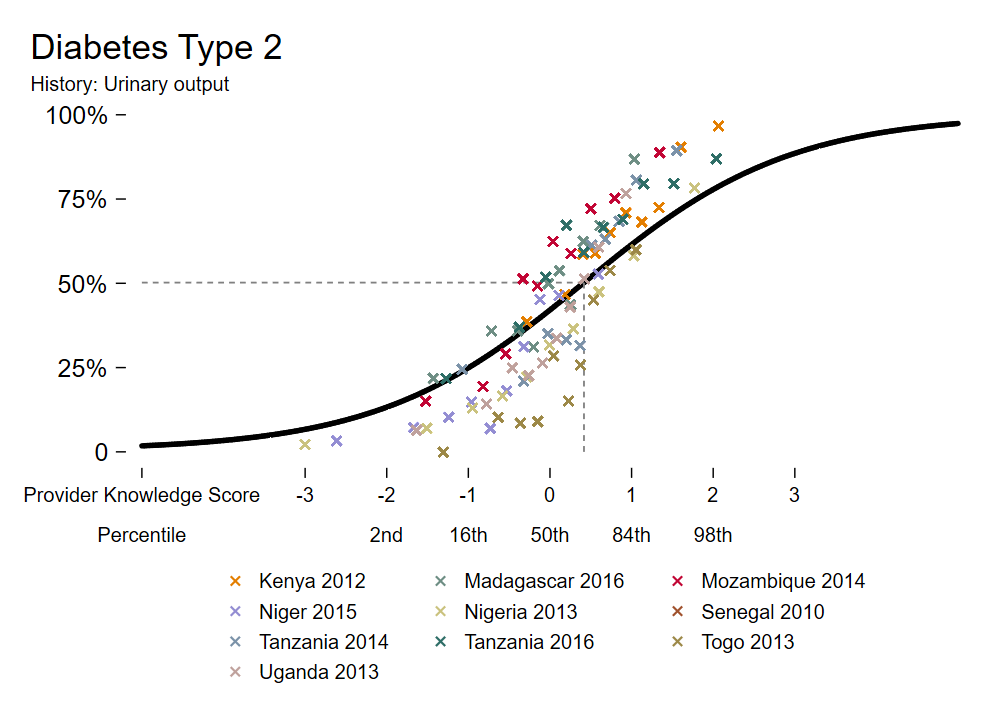 Diabetes Type 2
History: Urinary output
100%
75%
50%
25%
0
Provider Knowledge Score -3 -2 -1 0 1 2 3
Percentile 2nd 16th 50th 84th 98th
Kenya 2012 Madagascar 2016 Mozambique 2014
Niger 2015 Nigeria 2013 Senegal 2010
Tanzania 2014 Tanzania 2016 Togo 2013
Uganda 2013